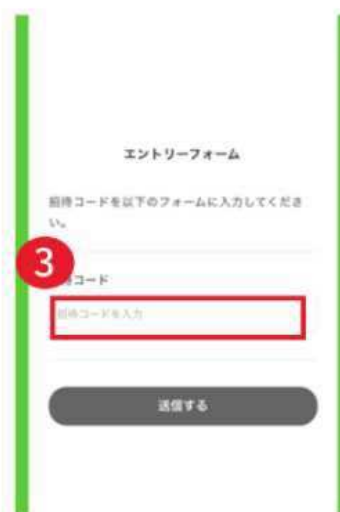 エントリーフォーム
招待コードを以下のフォームに入力してくださ
い。
3
待コード
招待コードを入力
送信する